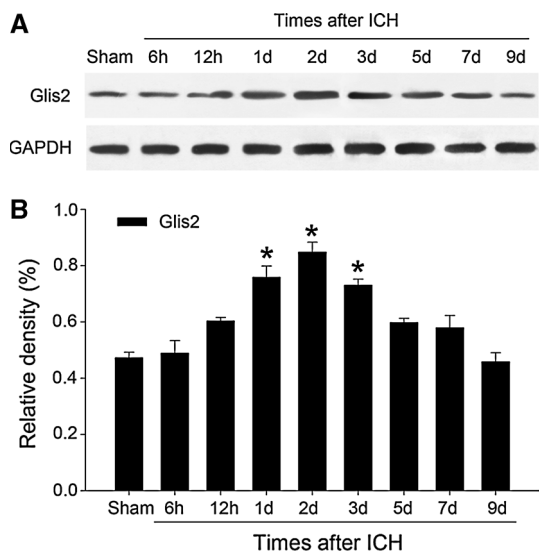 A
Times after ICH
Sham 6h 12h 1d 2d 3d 5d 7d 9d
Glis2
GAPDH
B
Glis2
Relative density (%)
1.0
0.8
0.6
0.4
0.2
0.0
* * *
Sham 6h 12h 1d 2d 3d 5d 7d 9d
Times after ICH